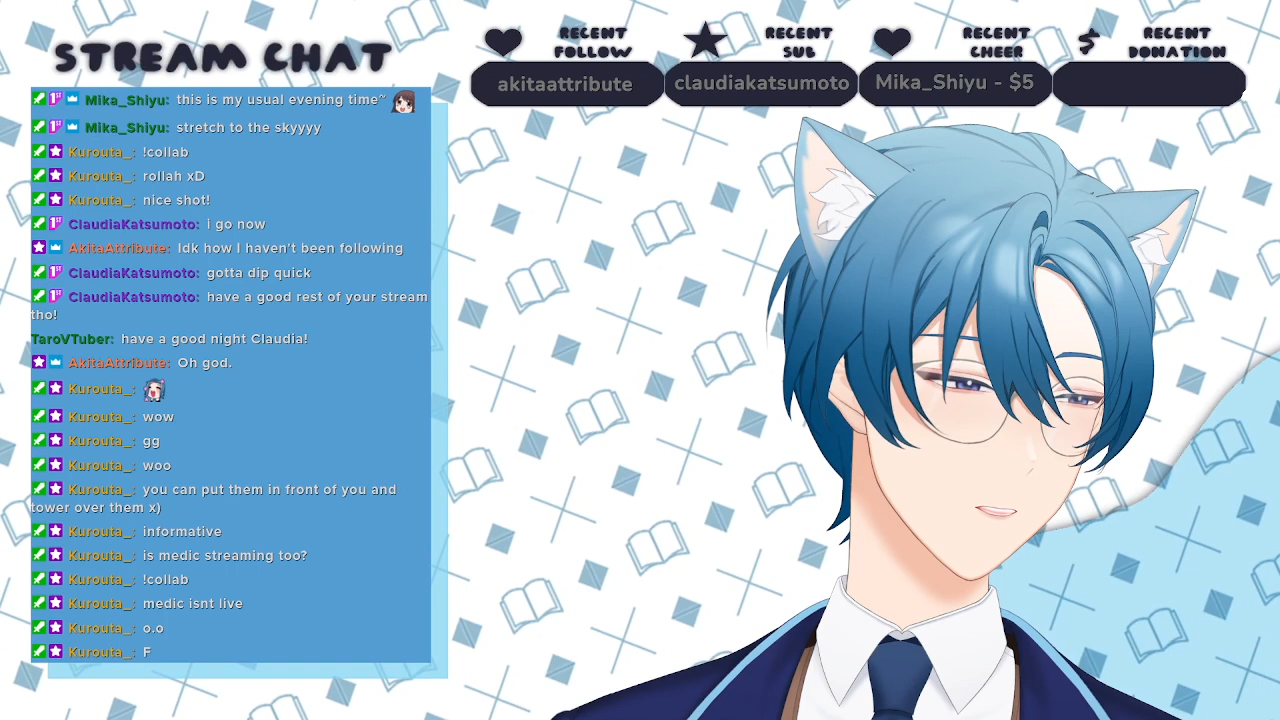 STREAM CHAT
RECENT FOLLOW
RECENT SUB
RECENT CHEER
RECENT DONATION
akitaattribute
claudiakatsumoto
Mika_Shiyu - $5
Mika_Shiyu: this is my usual evening time~
Mika_Shiyu: stretch to the skyyyy
Kurouta_: !collab
Kurouta_: rollah xD
Kurouta_: nice shot!
ClaudiaKatsumoto: i go now
AkitaAttribute: Idk how I haven't been following
ClaudiaKatsumoto: gotta dip quick
ClaudiaKatsumoto: have a good rest of your stream
tho!
TaroVTuber: have a good night Claudia!
AkitaAttribute: Oh god.
Kurouta_:
Kurouta_: wow
Kurouta_: gg
Kurouta_: woo
Kurouta_: you can put them in front of you and
tower over them x)
Kurouta_: informative
Kurouta_: is medic streaming too?
Kurouta_: !collab
Kurouta_: medic isnt live
Kurouta_: o.o
Kurouta_: F